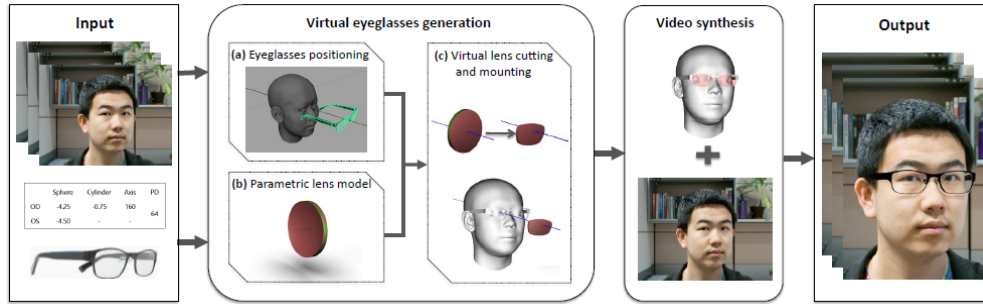 Input
Sphere Cylinder Axis PD
OD -4.25 -0.75 160
64
OS -4.50 - -
Virtual eyeglasses generation
(a) Eyeglasses positioning
(b) Parametric lens model
(c) Virtual lens cutting
and mounting
Video synthesis
Output